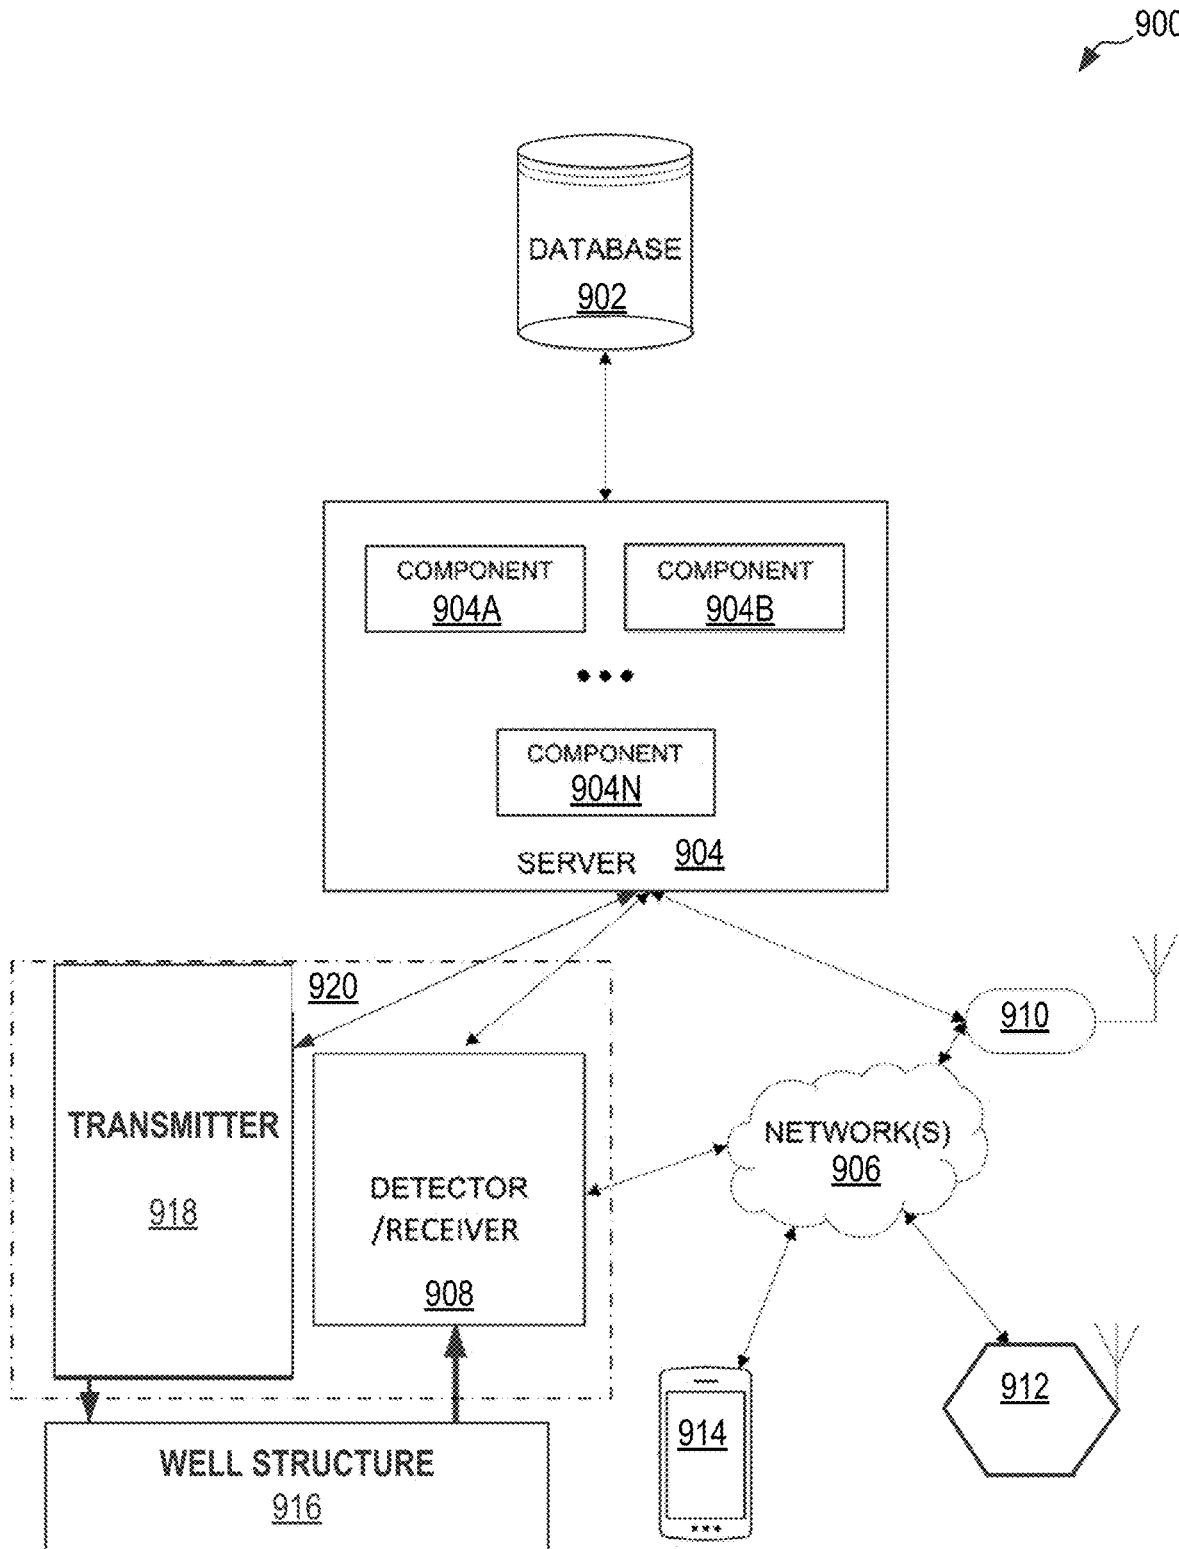 900
DATABASE
902
COMPONENT
904A
COMPONENT
904B
COMPONENT
904N
SERVER 904
920
910
TRANSMITTER
918
NETWORK(S)
906
DETECTOR
/RECEIVER
908
912
914
WELL STRUCTURE
916